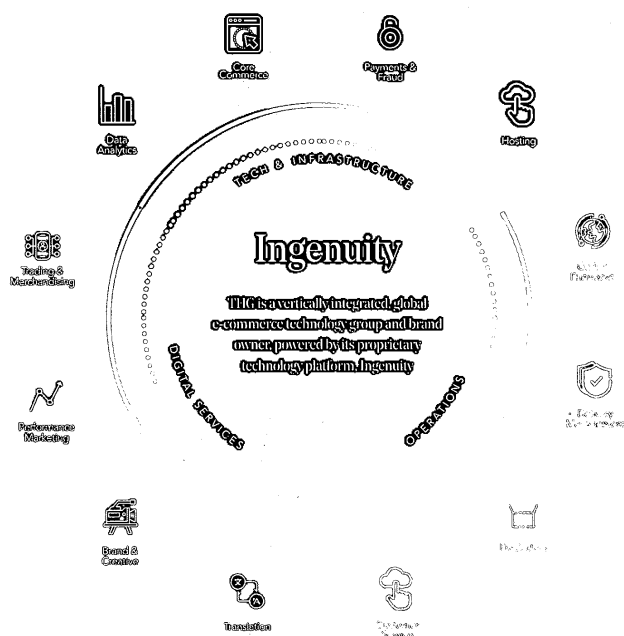 Core
Commerce
Payments &
Fraud
Data
Analytics
Hosting
TECH & INFRASTRUCTURE
Ingenuity
Trading &
Merchandising
THG is a vertically integrated, global
e-commerce technology group and brand
owner, powered by its proprietary
technology platform, Ingenuity
DIGITAL SERVICES
OPERATIONS
Performance
Marketing
Brand &
Creative
Translation